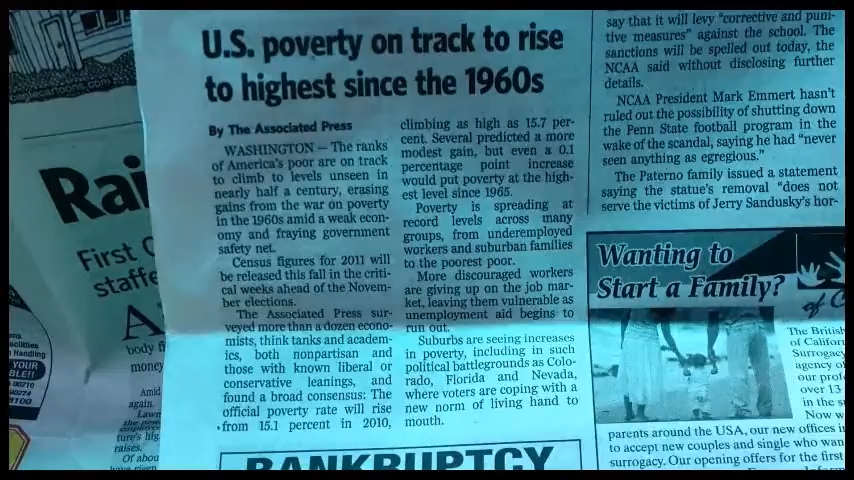 U.S. poverty on track to rise
to highest since the 1960s
By The Associated Press
WASHINGTON — The ranks
of America's poor are on track
to climb to levels unseen in
nearly half a century, erasing
gains from the war on poverty
in the 1960s amid a weak econ-
omy and fraying government
safety net.
Census figures for 2011 will
be released this fall in the criti-
cal weeks ahead of the Novem-
ber elections.
The Associated Press sur-
veyed more than a dozen econo-
mists, think tanks and academ-
ics, both nonpartisan and
those with known liberal or
conservative leanings, and
found a broad consensus: The
official poverty rate will rise
from 15.1 percent in 2010,
climbing as high as 15.7 per-
cent. Several predicted a more
modest gain, but even a 0.1
percentage point increase
would put poverty at the high-
est level since 1965.
Poverty is spreading at
record levels across many
groups, from underemployed
workers and suburban families
to the poorest poor.
More discouraged workers
are giving up on the job mar-
ket, leaving them vulnerable as
unemployment aid begins to
run out.
Suburbs are seeing increases
in poverty, including in such
political battlegrounds as Colo-
rado, Florida and Nevada,
where voters are coping with a
new norm of living hand to
mouth.
BANKRUPTCY
say that it will levy "corrective and puni-
tive measures" against the school. The
sanctions will be spelled out today, the
NCAA said without disclosing further
details.
NCAA President Mark Emmert hasn't
ruled out the possibility of shutting down
the Penn State football program in the
wake of the scandal, saying he had "never
seen anything as egregious."
The Paterno family issued a statement
saying the statue's removal "does not
serve the victims of Jerry Sandusky's hor-
Wanting to
Start a Family?
of C
The British
of Californ
Surrogacy
agency o
our prof
over 13
in the s
Now w
parents around the USA, our new offices i
to accept new couples and single who wan
surrogacy. Our opening offers for the first
Rai
First C
staffe
A
body fi
money
Amid
again.
Lawn
ture's hig
raises.
Of abou
have risen
acilities
Handling
YOUR
BLE!!
90710
90274
9100